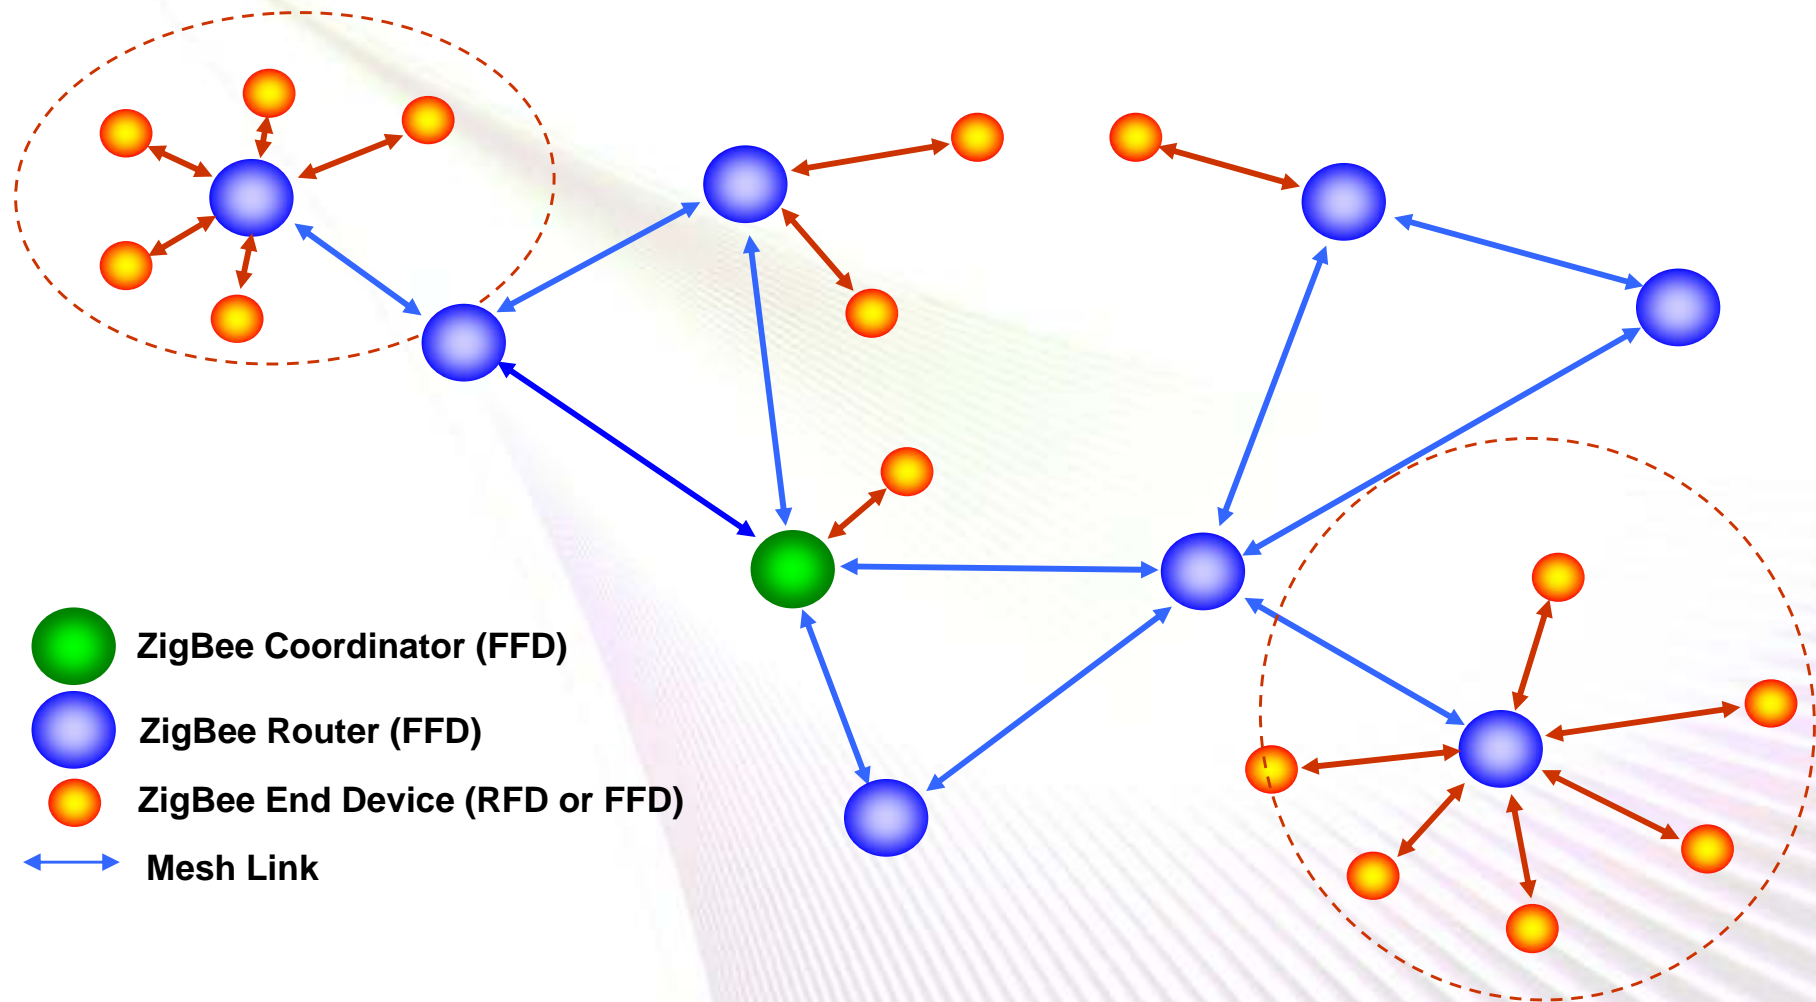 ZigBee Coordinator (FFD)
ZigBee Router (FFD)
ZigBee End Device (RFD or FFD)
Mesh Link